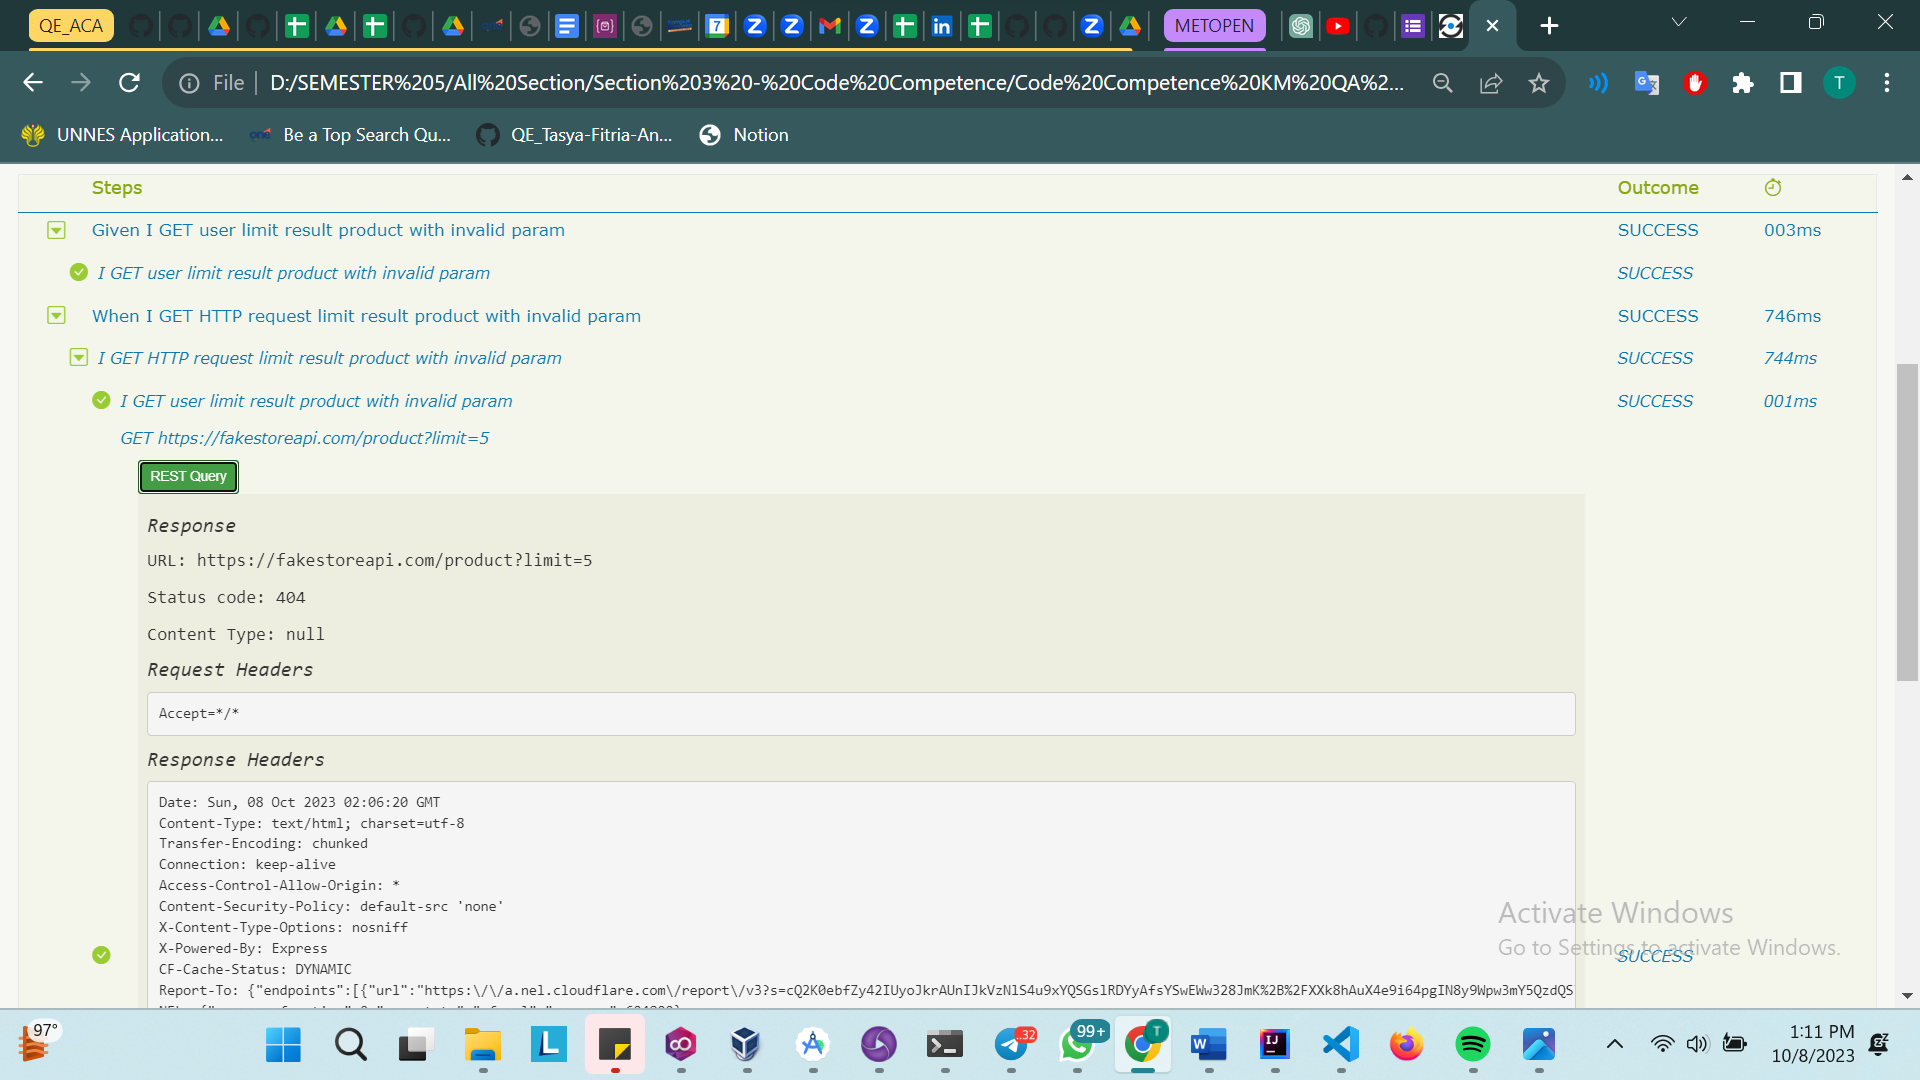 QE_ACA
METOPEN
File
D:/SEMESTER%205/All%20Section/Section%203%20-%20Code%20Competence/Code%20Competence%20KM%20QA%2...
T
UNNES Application...
one
Be a Top Search Qu...
QE_Tasya-Fitria-An...
Notion
Steps
Outcome
Given I GET user limit result product with invalid param
SUCCESS
003ms
I GET user limit result product with invalid param
SUCCESS
When I GET HTTP request limit result product with invalid param
SUCCESS
746ms
I GET HTTP request limit result product with invalid param
SUCCESS
744ms
I GET user limit result product with invalid param
SUCCESS
001ms
GET https://fakestoreapi.com/product?limit=5
REST Query
Response
URL: https://fakestoreapi.com/product?limit=5
Status code: 404
Content Type: null
Request Headers
Accept=*/*
Response Headers
Date: Sun, 08 Oct 2023 02:06:20 GMT
Content-Type: text/html; charset=utf-8
Transfer-Encoding: chunked
Connection: keep-alive
Access-Control-Allow-Origin: *
Content-Security-Policy: default-src 'none'
X-Content-Type-Options: nosniff
X-Powered-By: Express
CF-Cache-Status: DYNAMIC
Report-To: {"endpoints":[{"url":"https:\/\/a.nel.cloudflare.com\/report\/v3?s=cQ2K0ebfZy42IUyoJkrAUnIJkVzNlS4u9xYQSGslRDYyAfsYSwEWw328JmK%2B%2FXXk8hAuX4e9i64pgIN8y9Wpw3mY5QzdQS
Activate Windows
Go to Settings to activate Windows.
SUCCESS
97°
32
99+
T
1:11 PM
10/8/2023